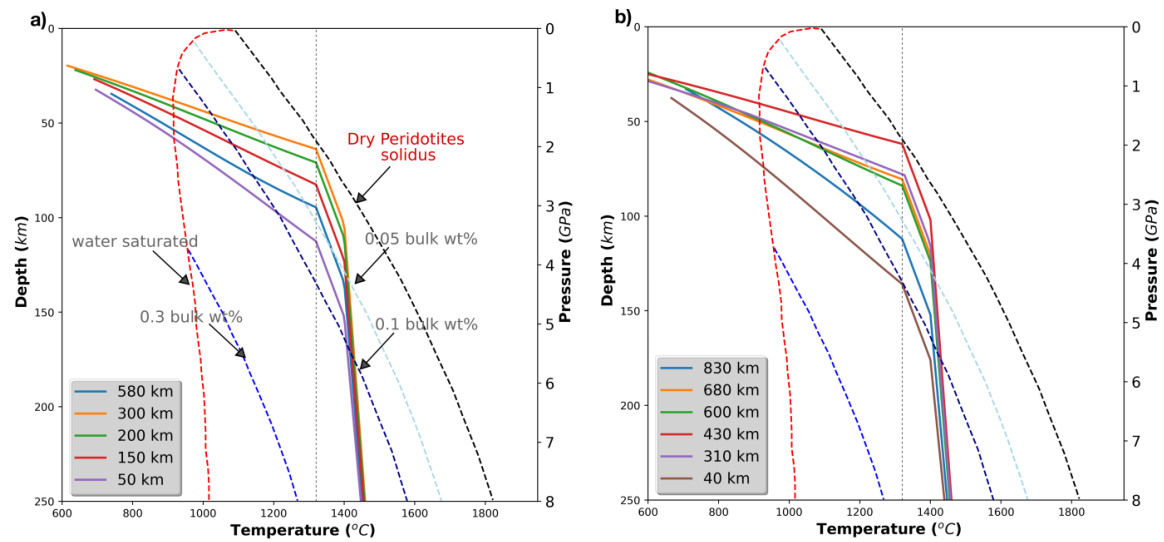 a)
0
50
100
150
200
250
Depth (km)
600
800
1000
1200
1400
1600
1800
Temperature (°C)
0
1
2
3
4
5
6
7
8
Pressure (GPa)
Dry Peridotites
solidus
water saturated
0.05 bulk wt%
0.3 bulk wt%
0.1 bulk wt%
580 km
300 km
200 km
150 km
50 km
b)
0
50
100
150
200
250
Depth (km)
600
800
1000
1200
1400
1600
1800
Temperature (°C)
0
1
2
3
4
5
6
7
8
Pressure (GPa)
830 km
680 km
600 km
430 km
310 km
40 km